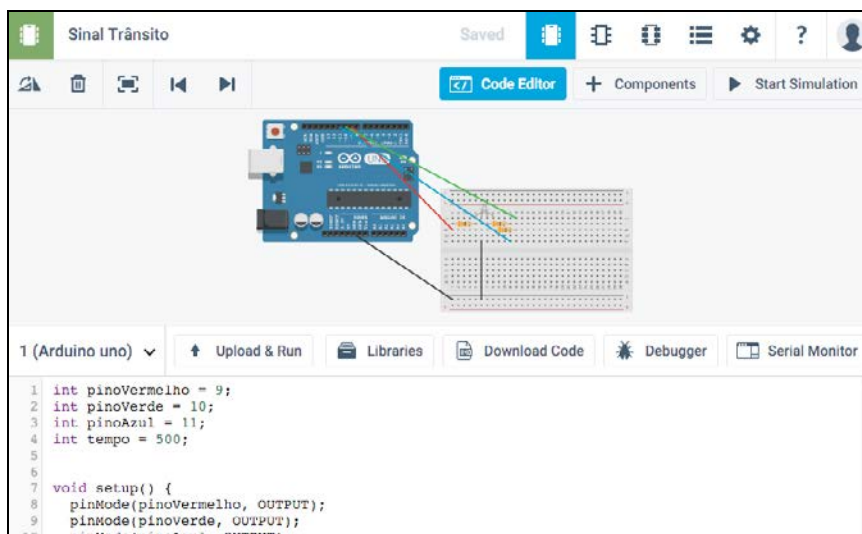 Sinal Trânsito Saved ?
Code Editor + Components Start Simulation
UNO
ARDUINO
1 (Arduino uno) Upload & Run Libraries Download Code Debugger Serial Monitor
1 int pinoVermelho = 9;
2 int pinoVerde = 10;
3 int pinoAzul = 11;
4 int tempo = 500;
5
6
7 void setup() {
8 pinMode(pinoVermelho, OUTPUT);
9 pinMode(pinoVerde, OUTPUT);